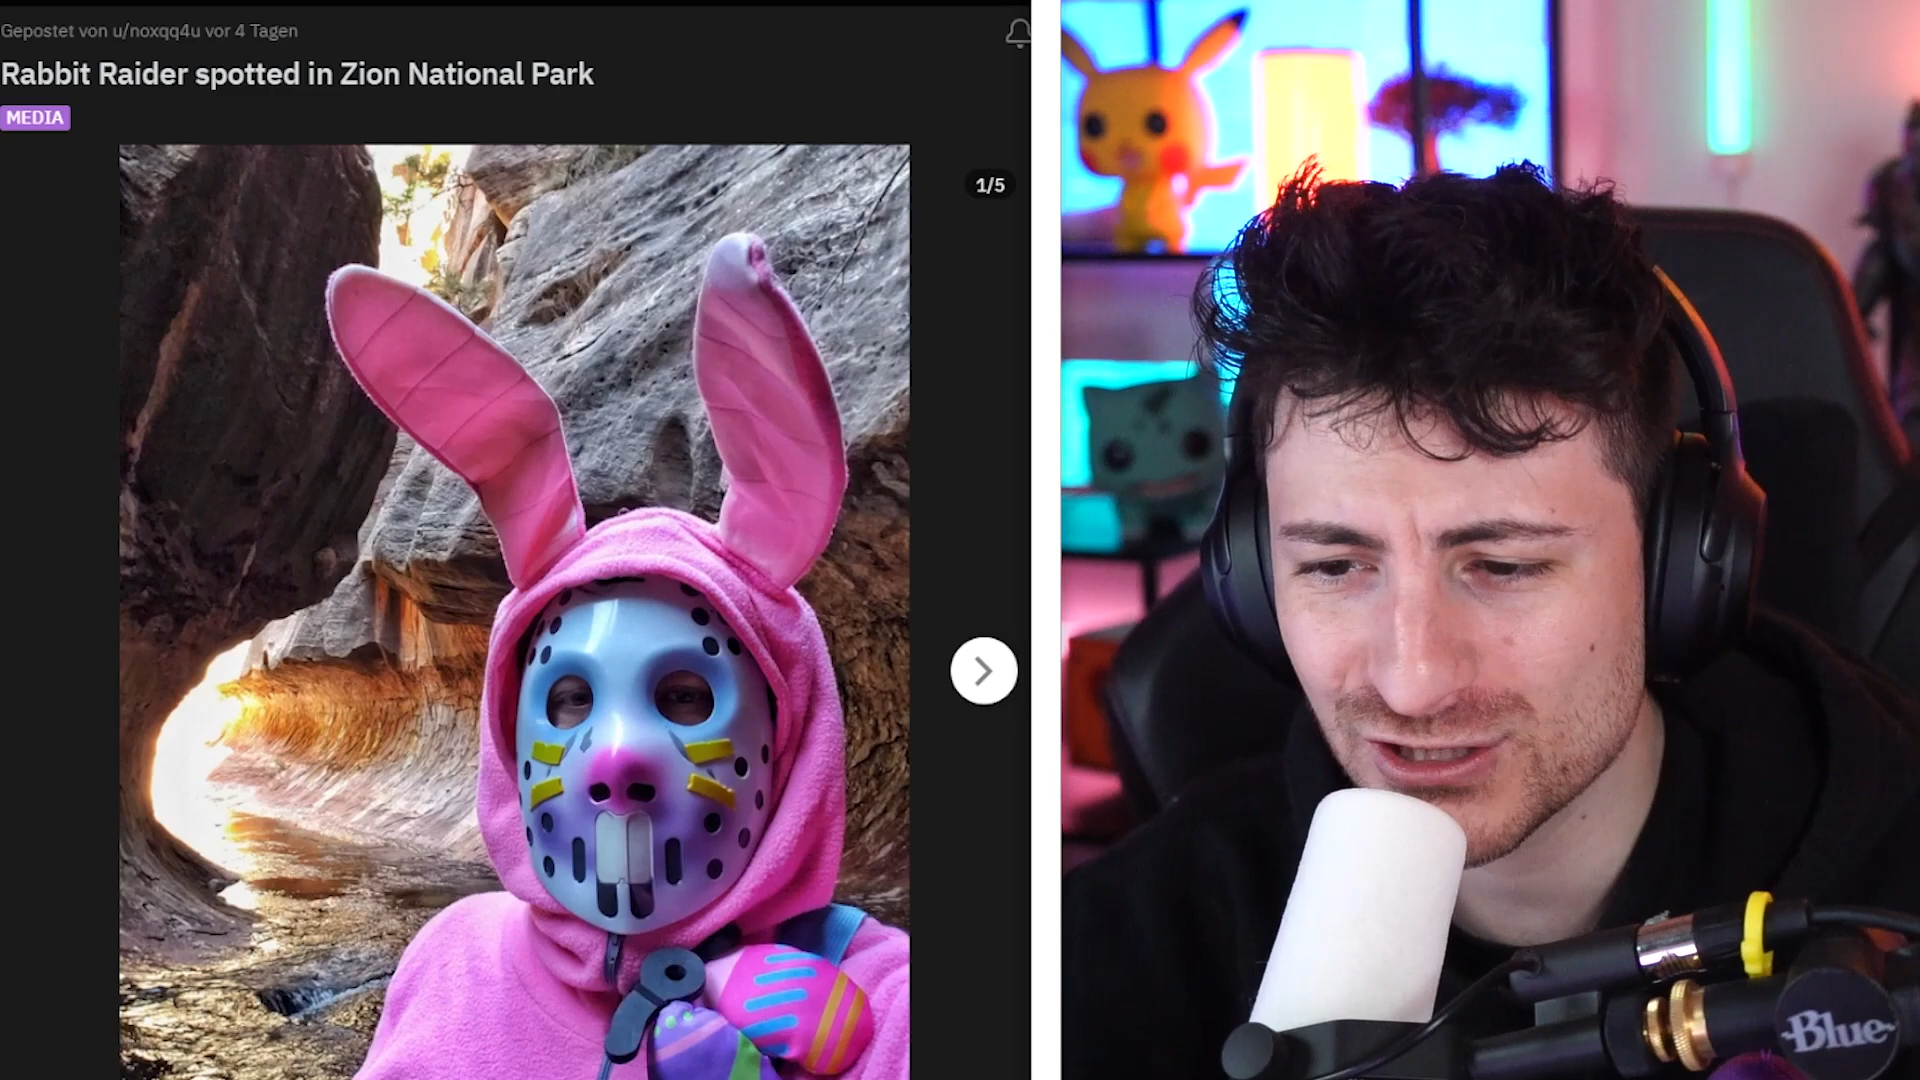 Gepostet von u/noxqq4u vor 4 Tagen
Rabbit Raider spotted in Zion National Park
MEDIA
1/5
Blue